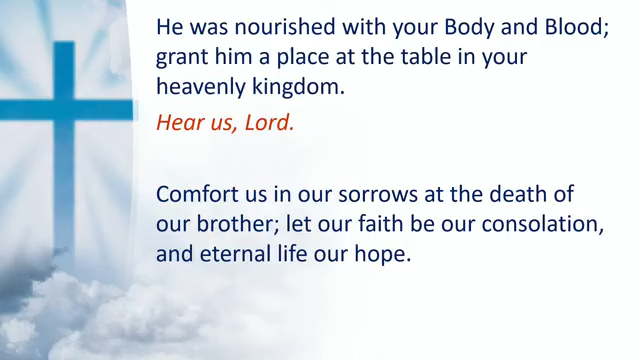 He was nourished with your Body and Blood;
grant him a place at the table in your
heavenly kingdom.
Hear us, Lord.
Comfort us in our sorrows at the death of
our brother; let our faith be our consolation,
and eternal life our hope.